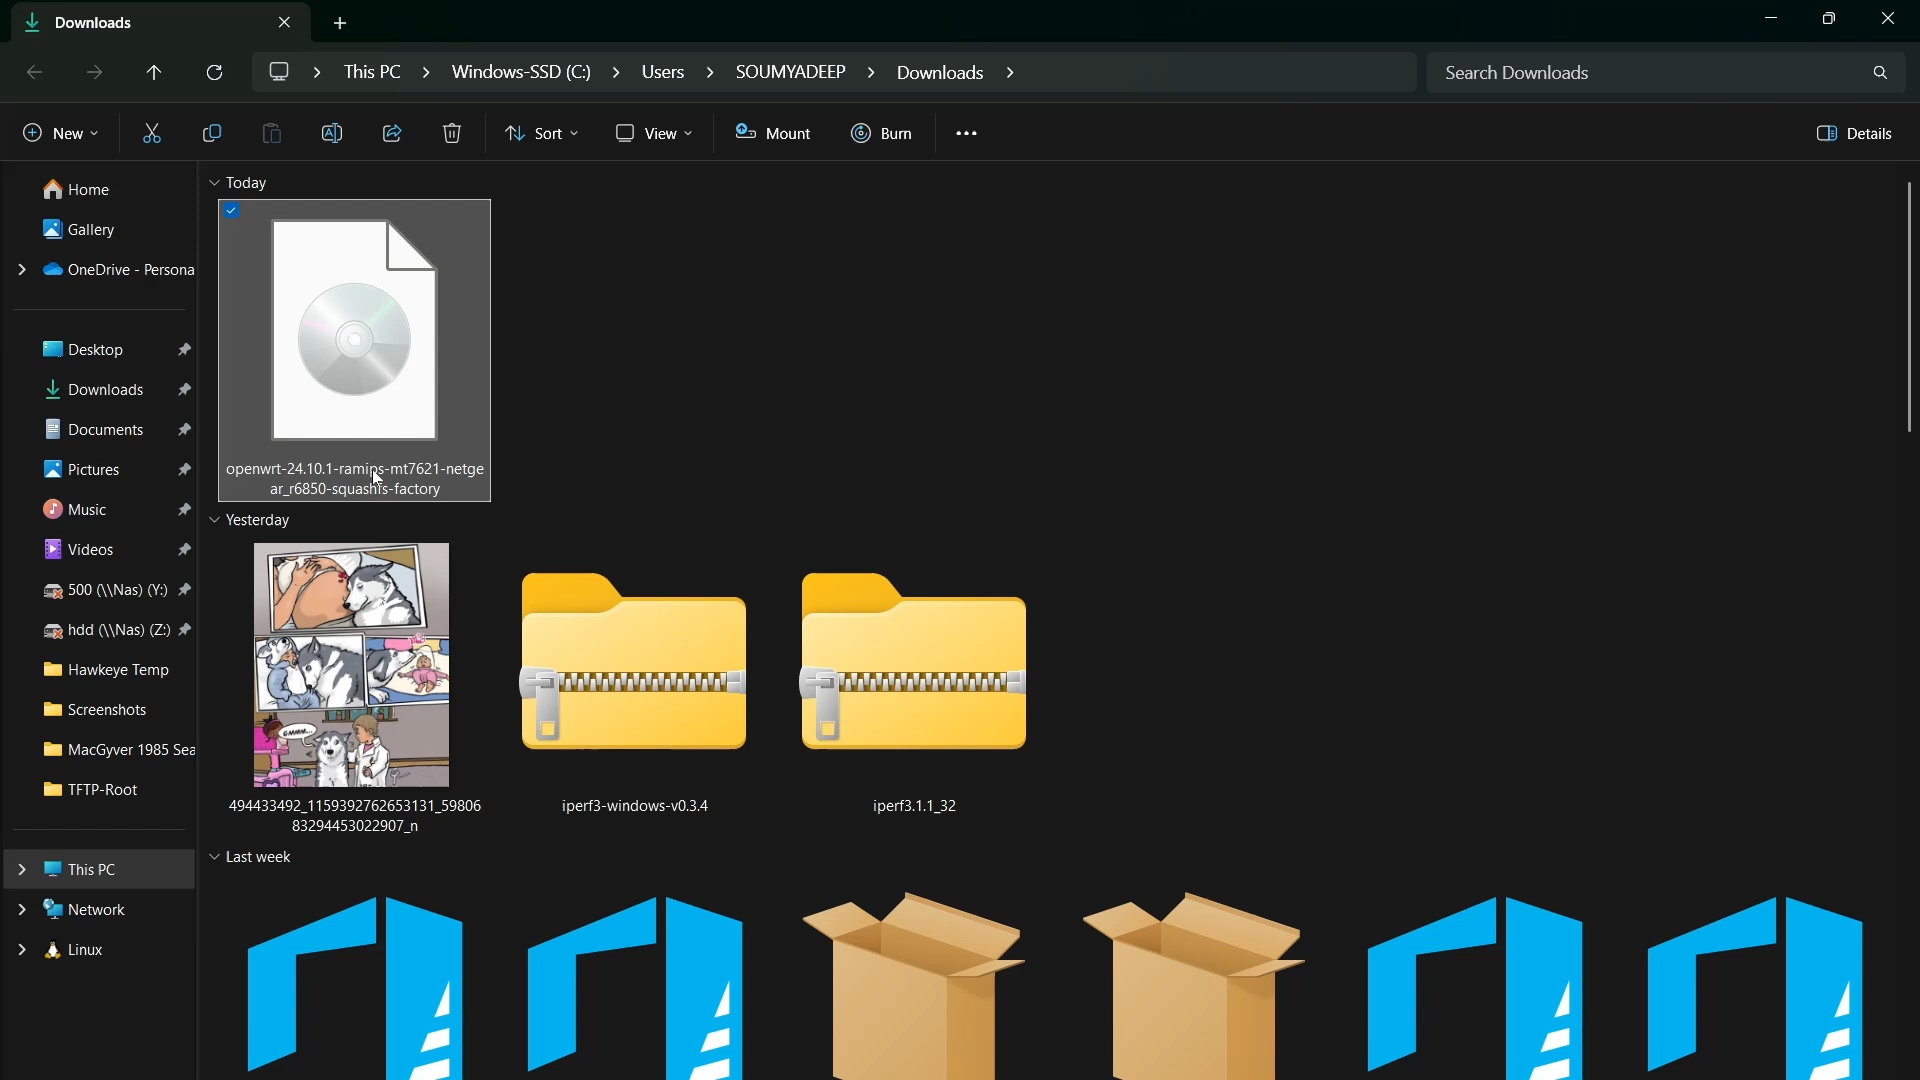 Downloads
This PC > Windows-SSD (C:) > Users > SOUMYADEEP > Downloads >
Search Downloads
New
Sort
View
Mount
Burn
Details
Home
Gallery
OneDrive - Persona
Desktop
Downloads
Documents
Pictures
Music
Videos
500 (\\Nas) (Y:)
hdd (\\Nas) (Z:)
Hawkeye Temp
Screenshots
MacGyver 1985 Sea
TFTP-Root
This PC
Network
Linux
Today
openwrt-24.10.1-ramips-mt7621-netge
ar_r6850-squashfs-factory
Yesterday
GMMM...
494433492_1159392762653131_59806
83294453022907_n
iperf3-windows-v0.3.4
iperf3.1.1_32
Last week